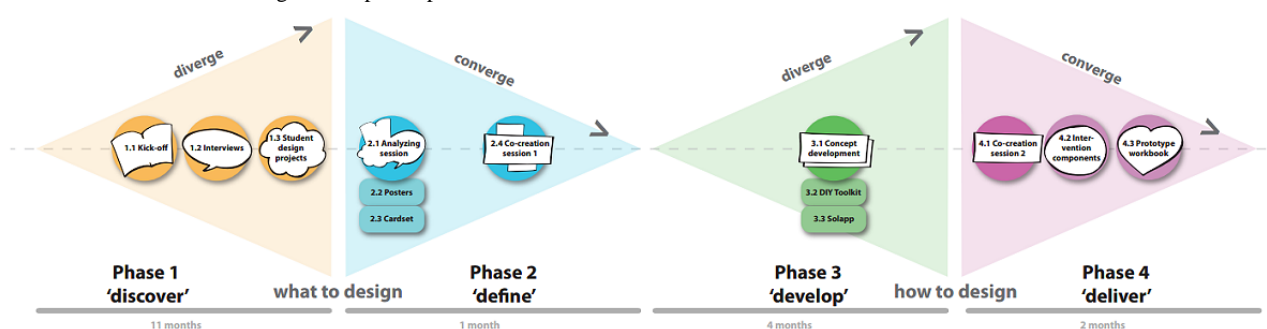 diverge
converge
diverge
converge
1.1 Kick-off
1.2 Interviews
1.3 Student
design
projects
2.1 Analyzing
session
2.2 Posters
2.3 Cardset
2.4 Co-creation
session 1
3.1 Concept
development
3.2 DIY Toolkit
3.3 Solapp
4.1 Co-creation
session 2
4.2 Inter-
vention
components
4.3 Prototype
workbook
Phase 1
'discover'
what to design
Phase 2
'define'
Phase 3
'develop'
how to design
Phase 4
'deliver'
11 months
1 month
4 months
2 months